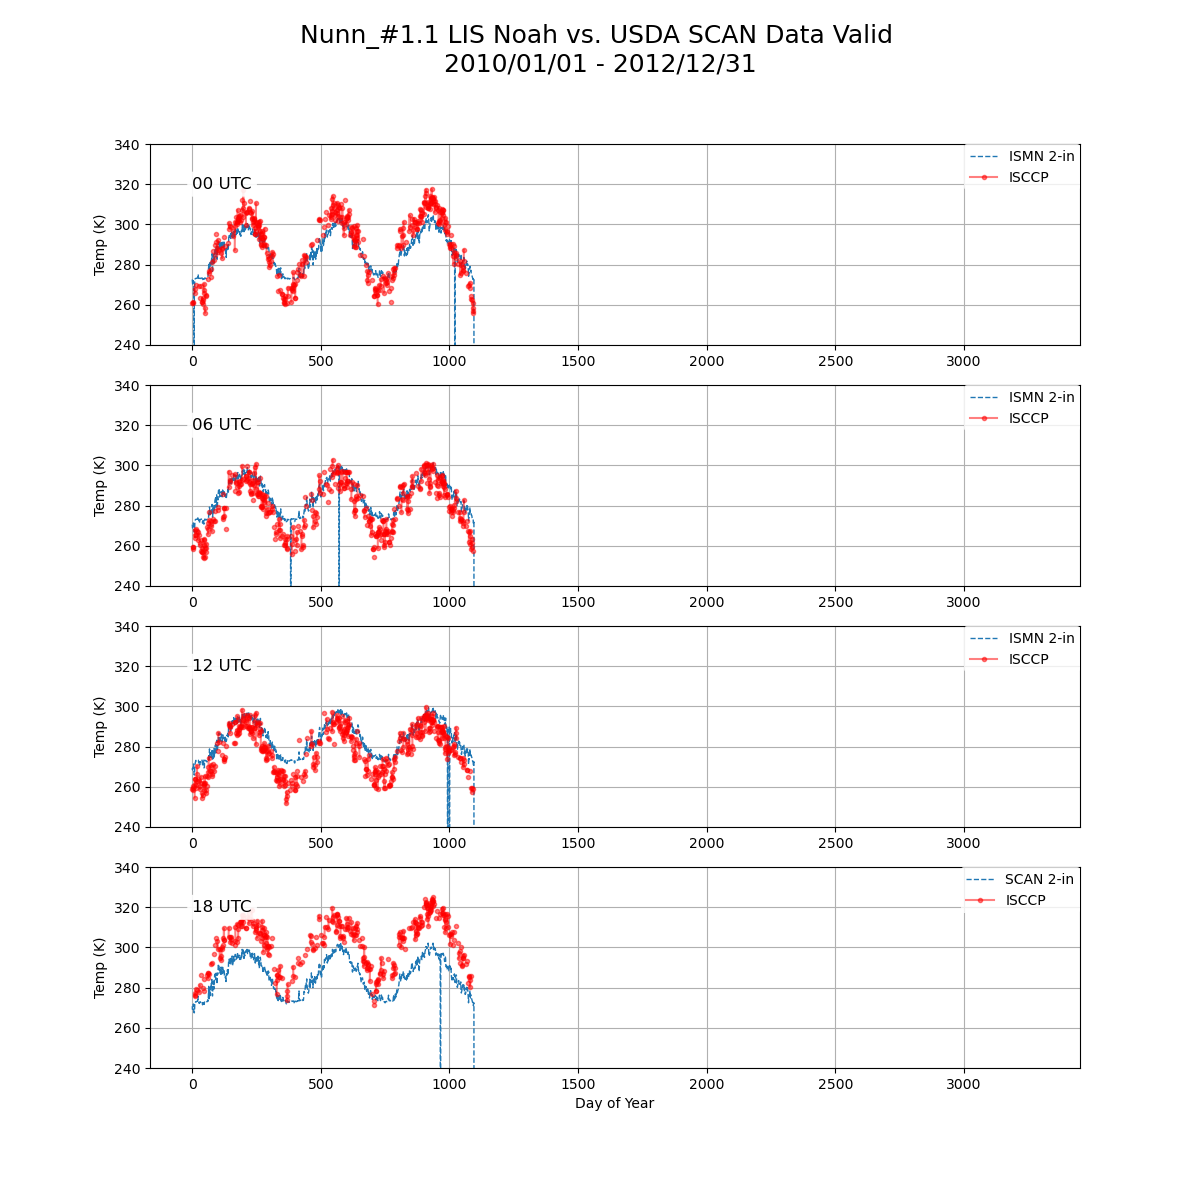 Nunn_#1.1 LIS Noah vs. USDA SCAN Data Valid
2010/01/01 - 2012/12/31
340
320
300
280
260
240
Temp (K)
00 UTC
ISMN 2-in
ISCCP
0 500 1000 1500 2000 2500 3000
340
320
300
280
260
240
Temp (K)
06 UTC
ISMN 2-in
ISCCP
0 500 1000 1500 2000 2500 3000
340
320
300
280
260
240
Temp (K)
12 UTC
ISMN 2-in
ISCCP
0 500 1000 1500 2000 2500 3000
340
320
300
280
260
240
Temp (K)
18 UTC
SCAN 2-in
ISCCP
0 500 1000 1500 2000 2500 3000
Day of Year